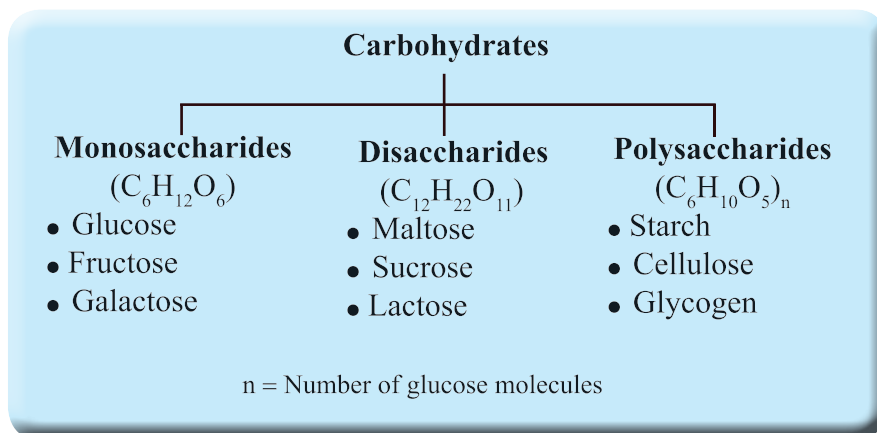 Carbohydrates
Monosaccharides
(C₆H₁₂O₆)
• Glucose
• Fructose
• Galactose
Disaccharides
(C₁₂H₂₂O₁₁)
• Maltose
• Sucrose
• Lactose
Polysaccharides
(C₆H₁₀O₅)ₙ
• Starch
• Cellulose
• Glycogen
n = Number of glucose molecules